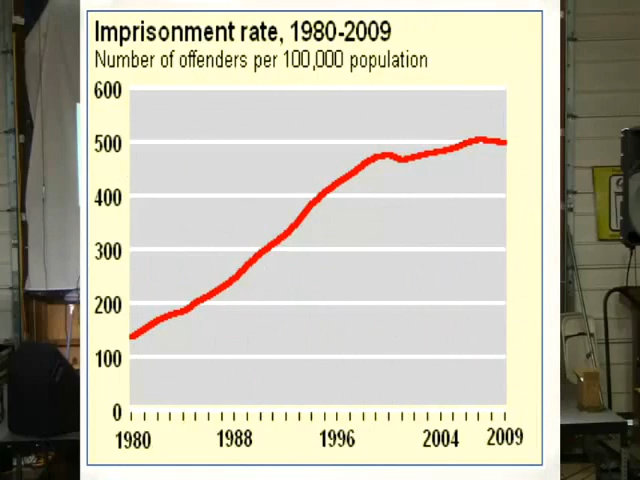 Imprisonment rate, 1980-2009
Number of offenders per 100,000 population
600
500
400
300
200
100
0
1980 1988 1996 2004 2009